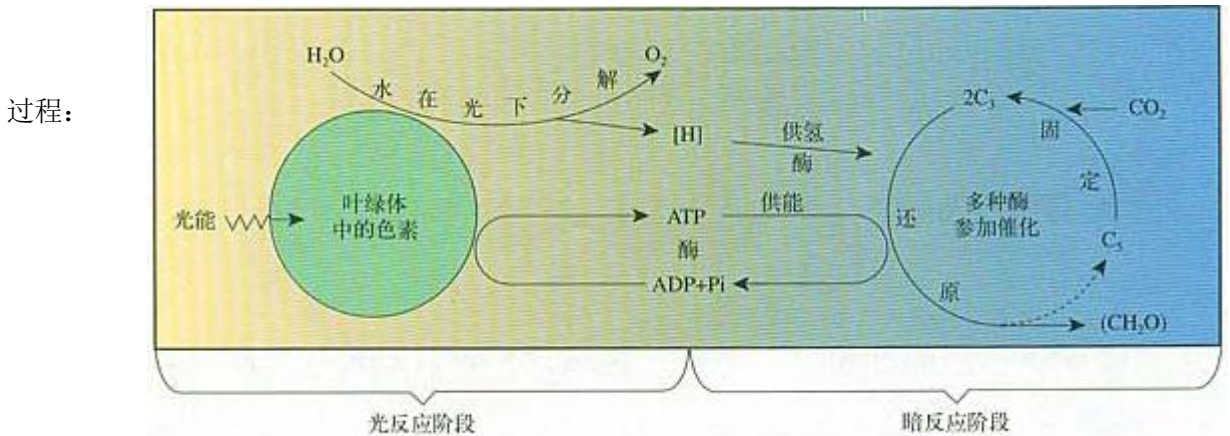 过程：
H₂O
O₂
水在光下分解
[H]
供氢
酶
2C₃
CO₂
固定
光能
叶绿体
中的色素
ATP
供能
酶
ADP+Pi
还原
多种酶
参加催化
C₅
(CH₂O)
光反应阶段
暗反应阶段